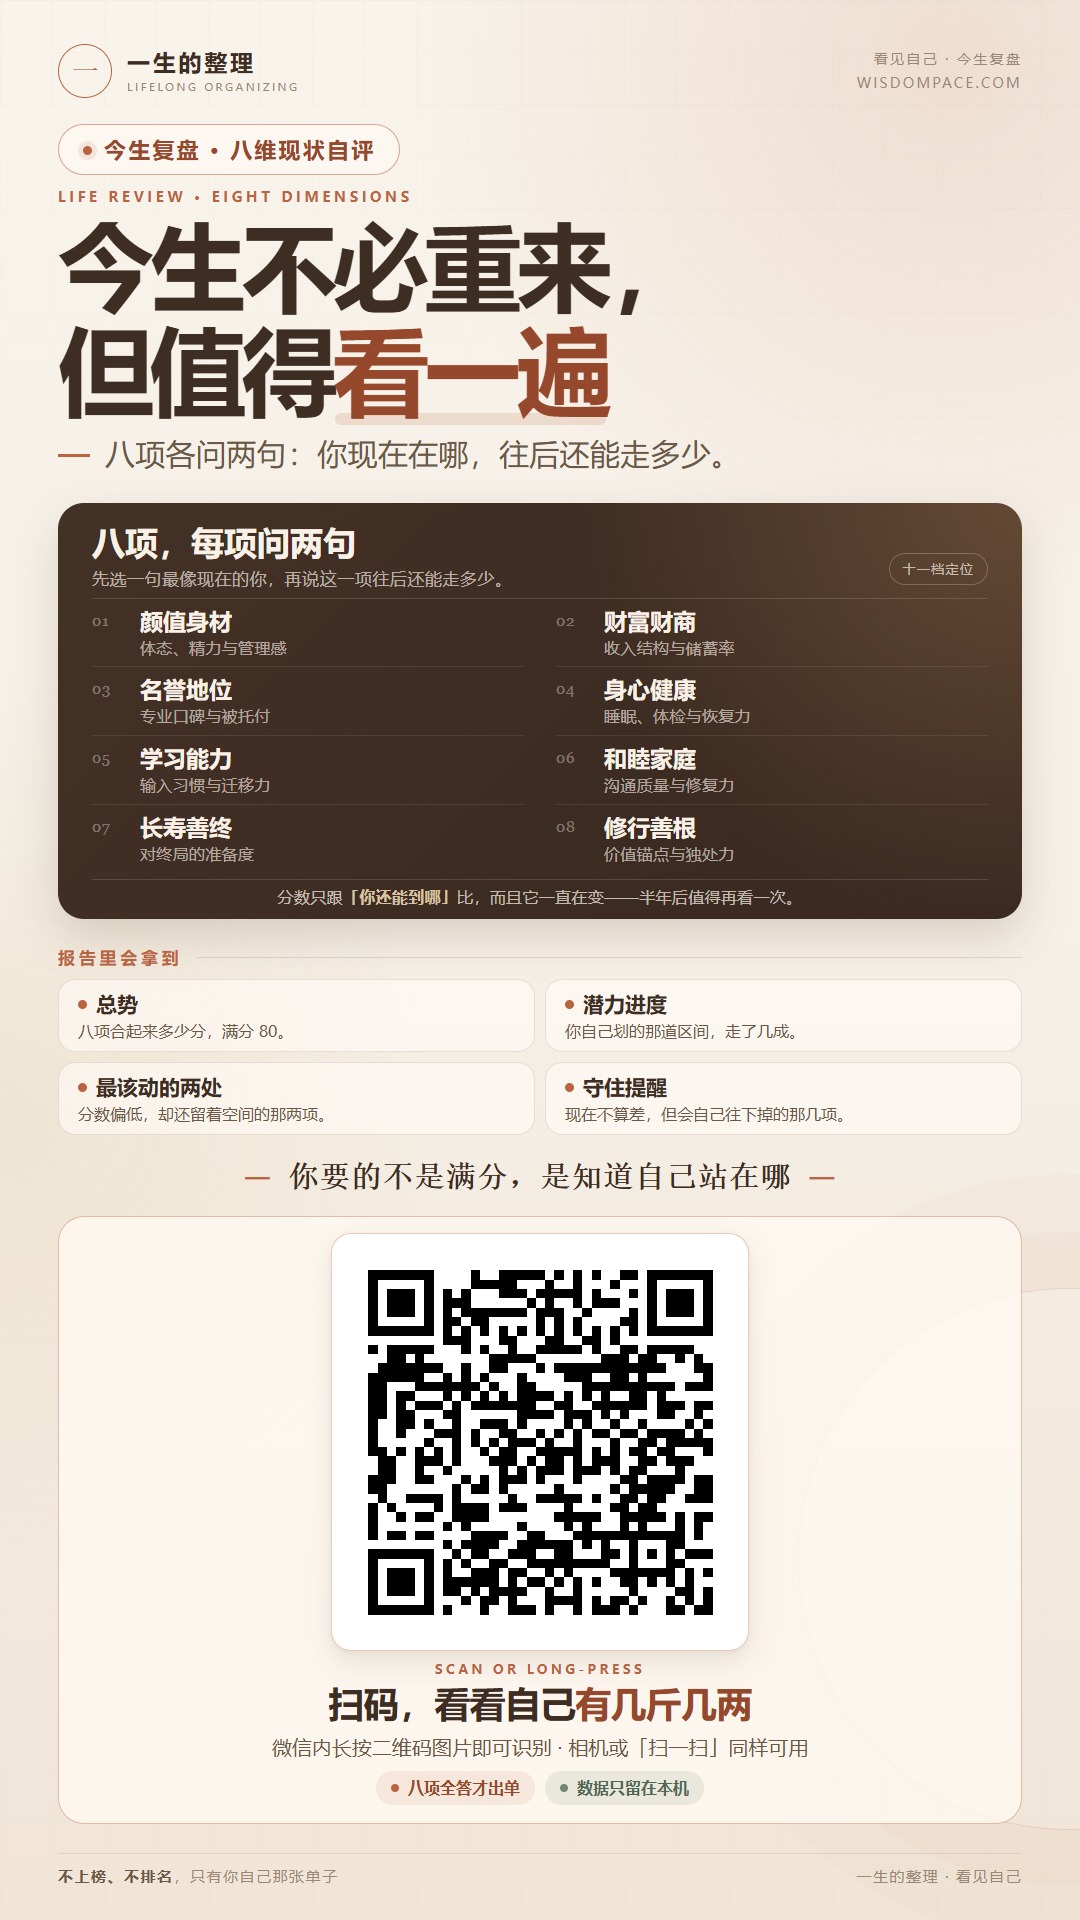 一
一生的整理
LIFELONG ORGANIZING
看见自己 · 今生复盘
WISDOMPACE.COM
今生复盘 • 八维现状自评
LIFE REVIEW • EIGHT DIMENSIONS
今生不必重来，
但值得看一遍
— 八项各问两句：你现在在哪，往后还能走多少。
八项，每项问两句
先选一句最像现在的你，再说这一项往后还能走多少。
十一档定位
01 颜值身材
体态、精力与管理感
02 财富财商
收入结构与储蓄率
03 名誉地位
专业口碑与被托付
04 身心健康
睡眠、体检与恢复力
05 学习能力
输入习惯与迁移力
06 和睦家庭
沟通质量与修复力
07 长寿善终
对终局的准备度
08 修行善根
价值锚点与独处力
分数只跟「你还能到哪」比，而且它一直在变——半年后值得再看一次。
报告里会拿到
总势
八项合起来多少分，满分 80。
潜力进度
你自己划的那道区间，走了几成。
最该动的两处
分数偏低，却还留着空间的那两项。
守住提醒
现在不算差，但会自己往下掉的那几项。
— 你要的不是满分，是知道自己站在哪 —
SCAN OR LONG-PRESS
扫码，看看自己有几斤几两
微信内长按二维码图片即可识别 · 相机或「扫一扫」同样可用
八项全答才出单
数据只留在本机
不上榜、不排名，只有你自己那张单子
一生的整理 · 看见自己